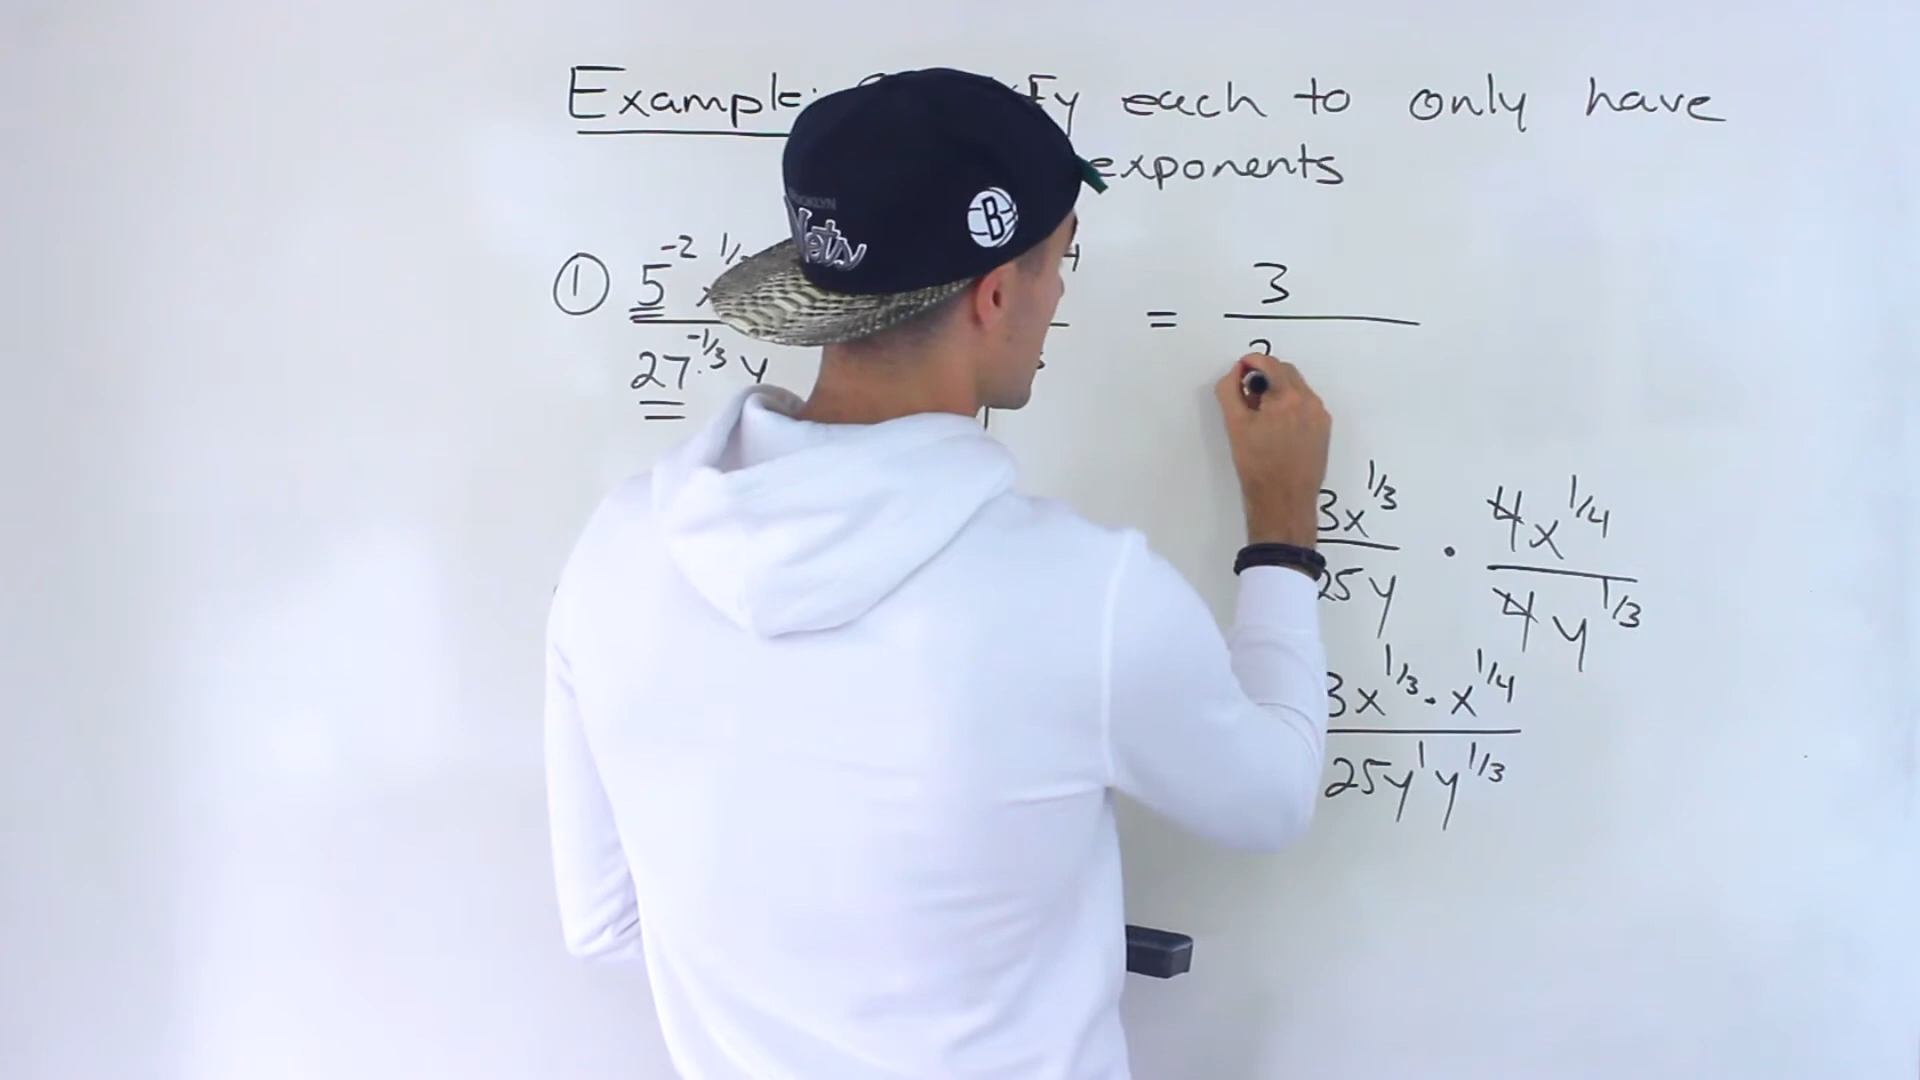 Example: each to only have
exponents
① 5^-2
27^-1/3 y
= 3
3x^1/3 / 25y · 4x^1/4 / 4y^1/3
3x^1/3 · x^1/4
25y^1 y^1/3
Nets
B